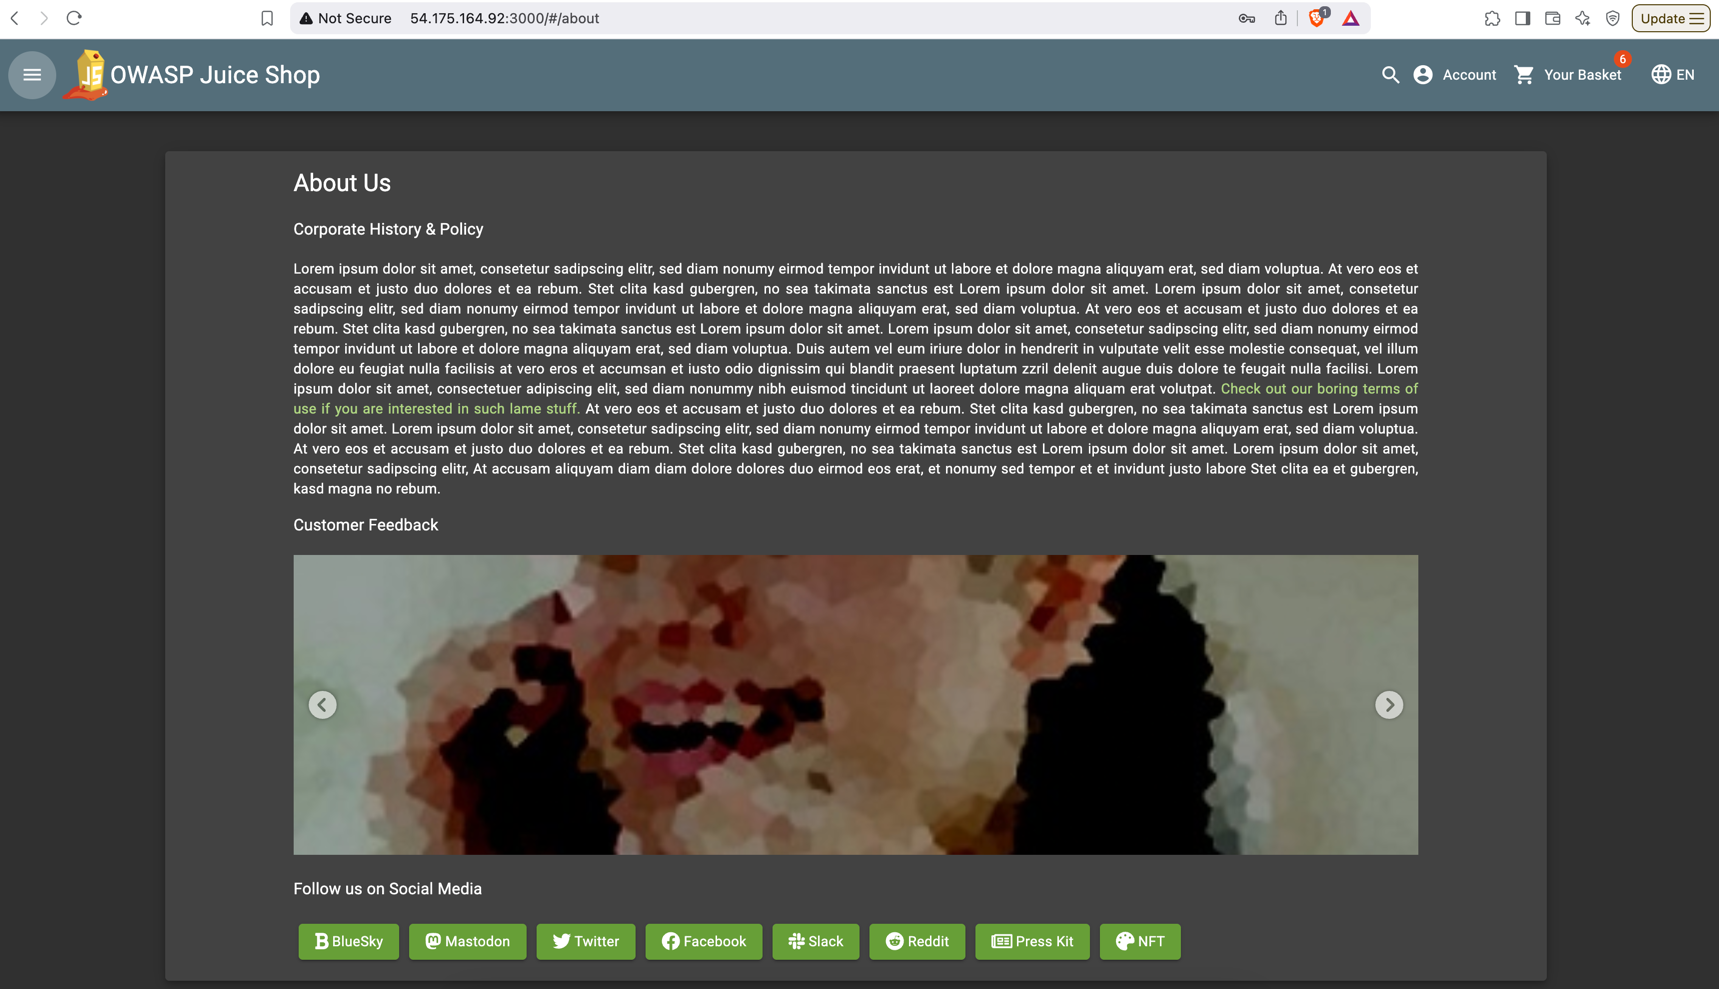 Not Secure 54.175.164.92:3000/#/about
1
Update
JS
OWASP Juice Shop
Account
Your Basket
6
EN
About Us
Corporate History & Policy
Lorem ipsum dolor sit amet, consetetur sadipscing elitr, sed diam nonumy eirmod tempor invidunt ut labore et dolore magna aliquyam erat, sed diam voluptua. At vero eos et
accusam et justo duo dolores et ea rebum. Stet clita kasd gubergren, no sea takimata sanctus est Lorem ipsum dolor sit amet. Lorem ipsum dolor sit amet, consetetur
sadipscing elitr, sed diam nonumy eirmod tempor invidunt ut labore et dolore magna aliquyam erat, sed diam voluptua. At vero eos et accusam et justo duo dolores et ea
rebum. Stet clita kasd gubergren, no sea takimata sanctus est Lorem ipsum dolor sit amet. Lorem ipsum dolor sit amet, consetetur sadipscing elitr, sed diam nonumy eirmod
tempor invidunt ut labore et dolore magna aliquyam erat, sed diam voluptua. Duis autem vel eum iriure dolor in hendrerit in vulputate velit esse molestie consequat, vel illum
dolore eu feugiat nulla facilisis at vero eros et accumsan et iusto odio dignissim qui blandit praesent luptatum zzril delenit augue duis dolore te feugait nulla facilisi. Lorem
ipsum dolor sit amet, consectetuer adipiscing elit, sed diam nonummy nibh euismod tincidunt ut laoreet dolore magna aliquam erat volutpat. Check out our boring terms of
use if you are interested in such lame stuff. At vero eos et accusam et justo duo dolores et ea rebum. Stet clita kasd gubergren, no sea takimata sanctus est Lorem ipsum
dolor sit amet. Lorem ipsum dolor sit amet, consetetur sadipscing elitr, sed diam nonumy eirmod tempor invidunt ut labore et dolore magna aliquyam erat, sed diam voluptua.
At vero eos et accusam et justo duo dolores et ea rebum. Stet clita kasd gubergren, no sea takimata sanctus est Lorem ipsum dolor sit amet. Lorem ipsum dolor sit amet,
consetetur sadipscing elitr, At accusam aliquyam diam diam dolore dolores duo eirmod eos erat, et nonumy sed tempor et et invidunt justo labore Stet clita ea et gubergren,
kasd magna no rebum.
Customer Feedback
Follow us on Social Media
BlueSky Mastodon Twitter Facebook Slack Reddit Press Kit NFT